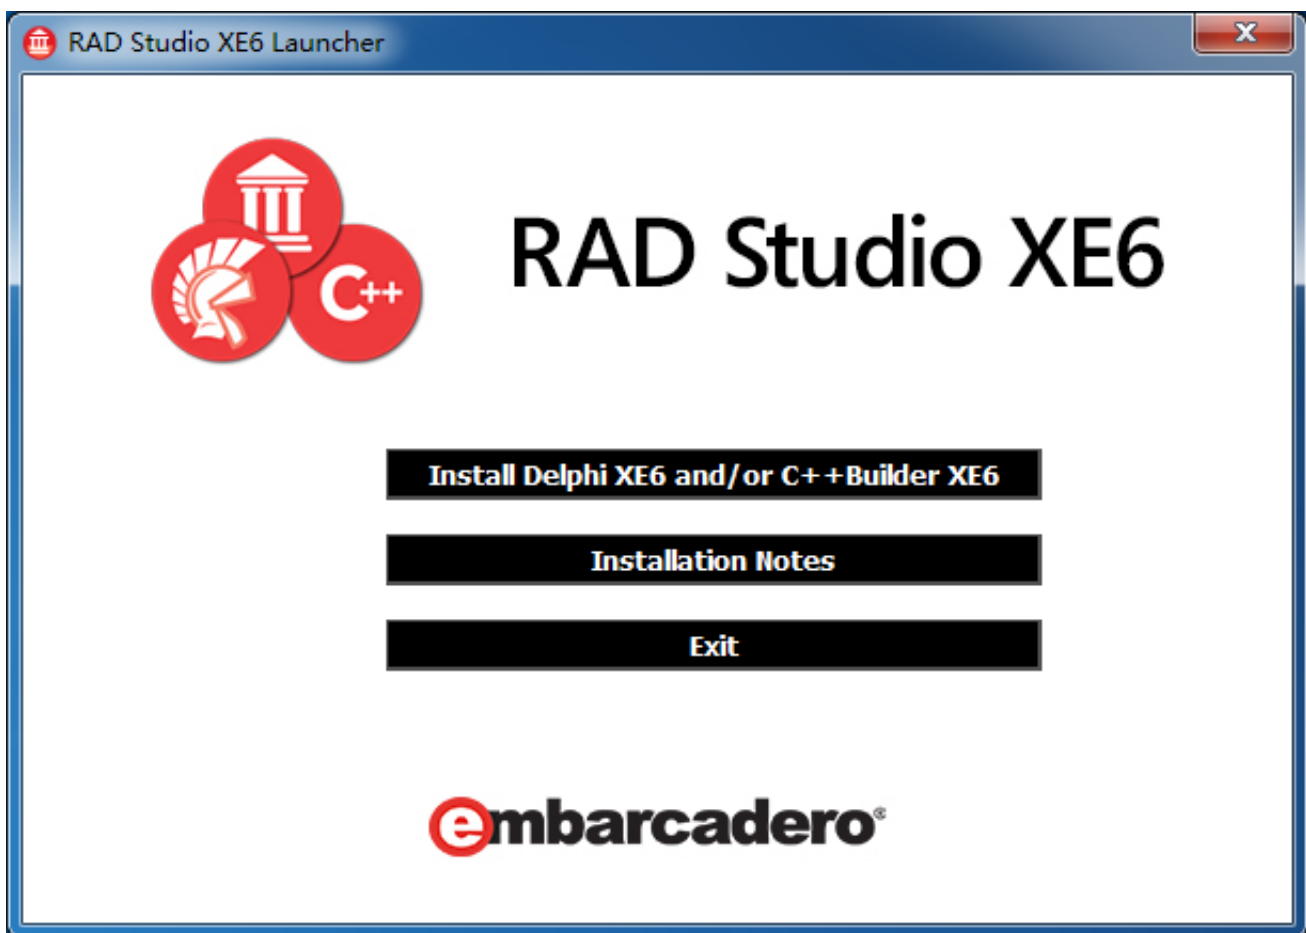 RAD Studio XE6 Launcher
C++
RAD Studio XE6
Install Delphi XE6 and/or C++Builder XE6
Installation Notes
Exit
embarcadero®